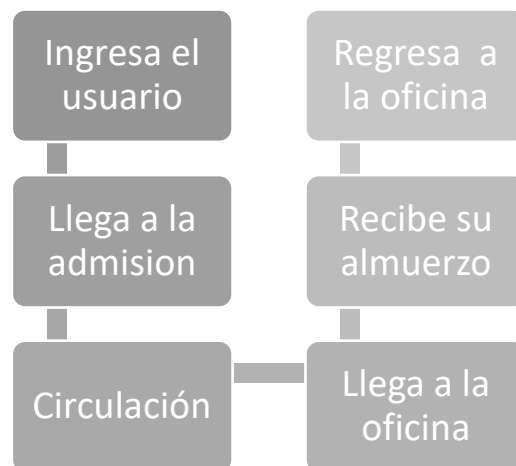 Ingresa el
usuario
Llega a la
admision
Circulación
Llega a la
oficina
Recibe su
almuerzo
Regresa a
la oficina